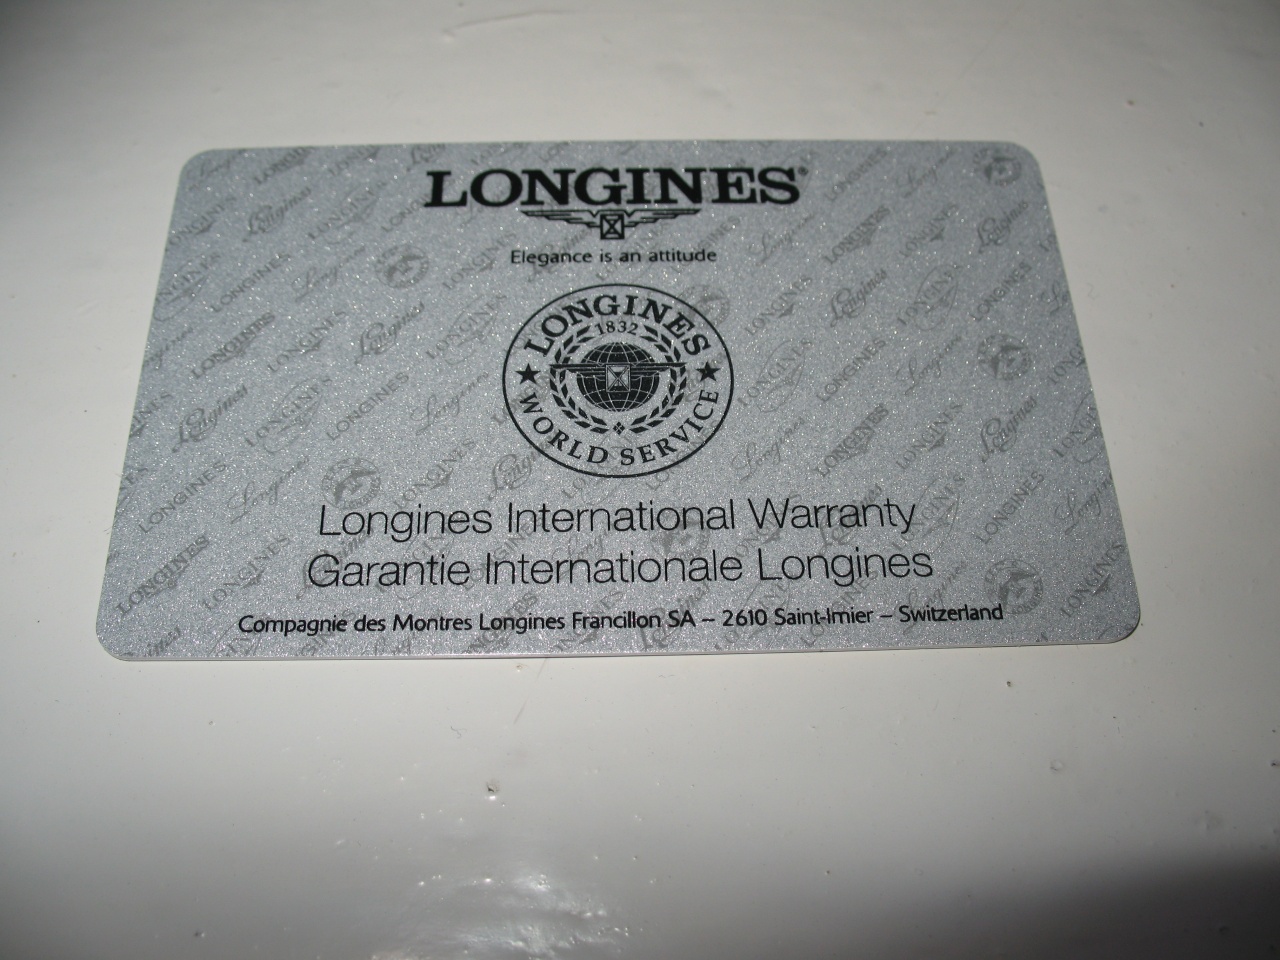 LONGINES®
Elegance is an attitude
LONGINES
1832
WORLD SERVICE
Longines International Warranty
Garantie Internationale Longines
Compagnie des Montres Longines Francillon SA – 2610 Saint-Imier – Switzerland